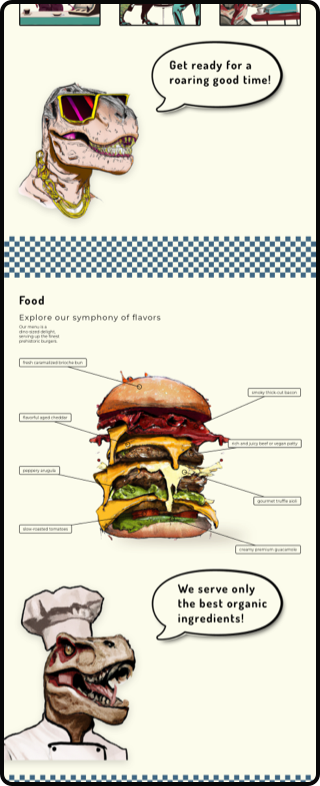 Get ready for a
roaring good time!
Food
Explore our symphony of flavors
Our menu is a
dino-sized delight,
serving up the finest
prehistoric burgers.
fresh caramelized brioche bun
smoky thick-cut bacon
flavorful aged cheddar
rich and juicy beef or vegan patty
peppery arugula
gourmet truffle aioli
slow roasted tomatoes
creamy premium guacamole
We serve only
the best organic
ingredients!